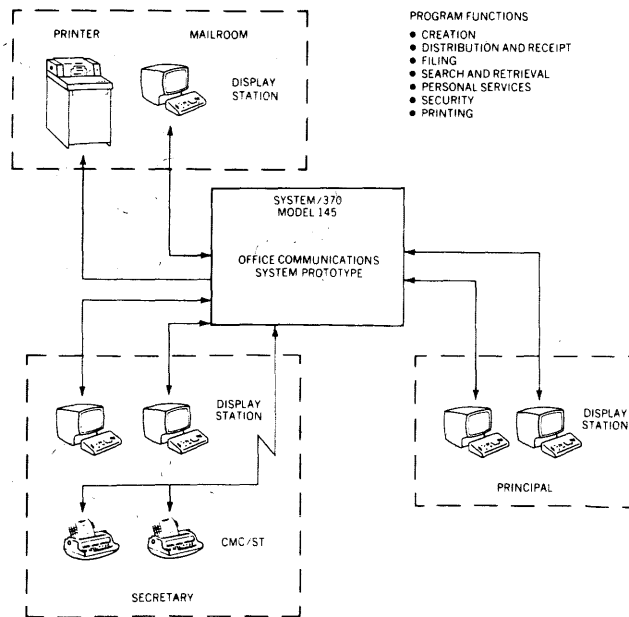 PRINTER
MAILROOM
DISPLAY
STATION
PROGRAM FUNCTIONS
● CREATION
● DISTRIBUTION AND RECEIPT
● FILING
● SEARCH AND RETRIEVAL
● PERSONAL SERVICES
● SECURITY
● PRINTING
SYSTEM/370
MODEL 145
OFFICE COMMUNICATIONS
SYSTEM PROTOTYPE
DISPLAY
STATION
CMC/ST
SECRETARY
DISPLAY
STATION
PRINCIPAL